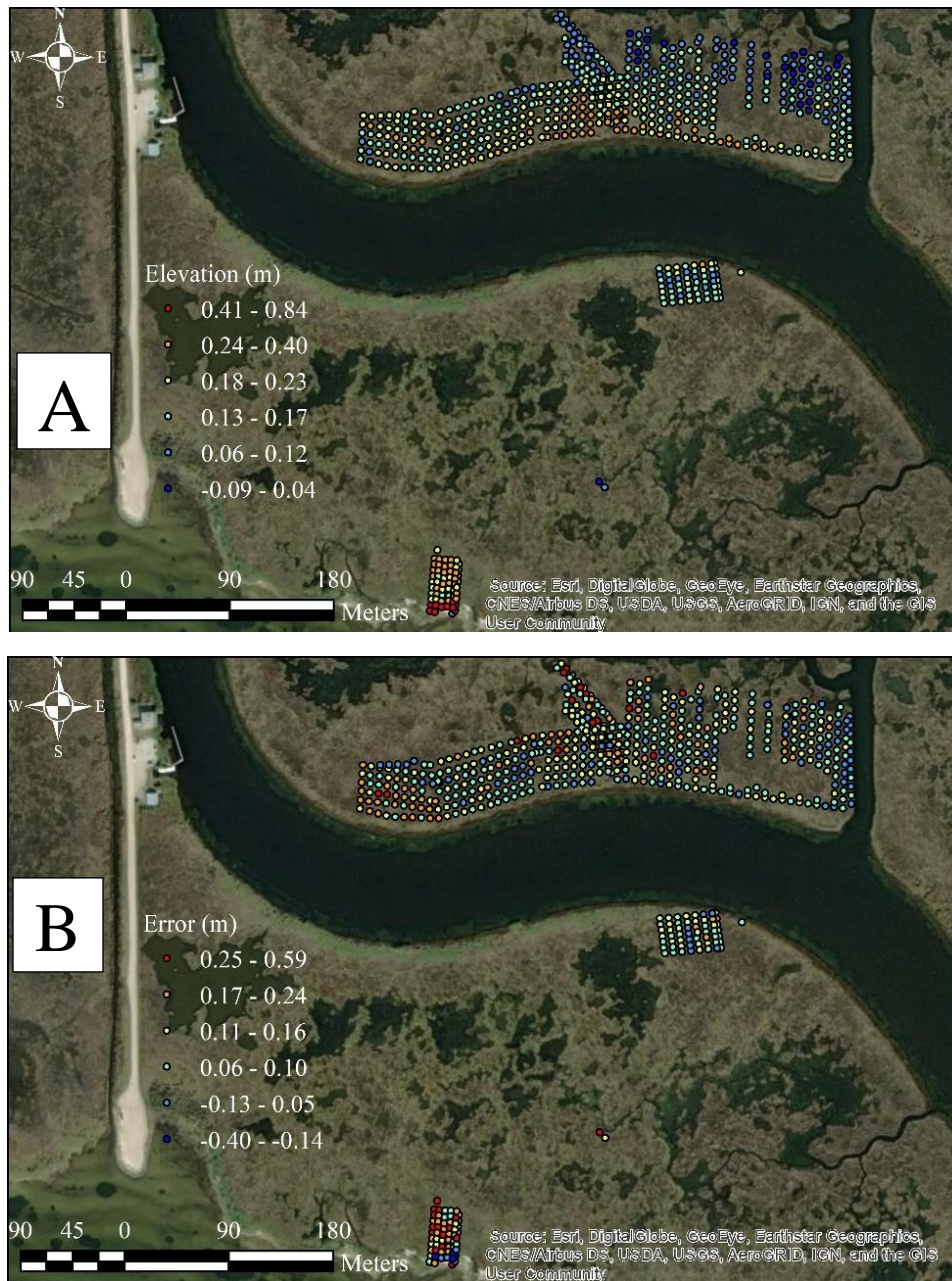 N
W E
S
Elevation (m)
0.41 - 0.84
0.24 - 0.40
0.18 - 0.23
0.13 - 0.17
0.06 - 0.12
-0.09 - 0.04
A
90 45 0 90 180
Meters
Source: Esri, DigitalGlobe, GeoEye, Earthstar Geographics,
CNES/Airbus DS, USDA, USGS, AeroGRID, IGN, and the GIS
User Community
N
W E
S
Error (m)
0.25 - 0.59
0.17 - 0.24
0.11 - 0.16
0.06 - 0.10
-0.13 - 0.05
-0.40 - -0.14
B
90 45 0 90 180
Meters
Source: Esri, DigitalGlobe, GeoEye, Earthstar Geographics,
CNES/Airbus DS, USDA, USGS, AeroGRID, IGN, and the GIS
User Community